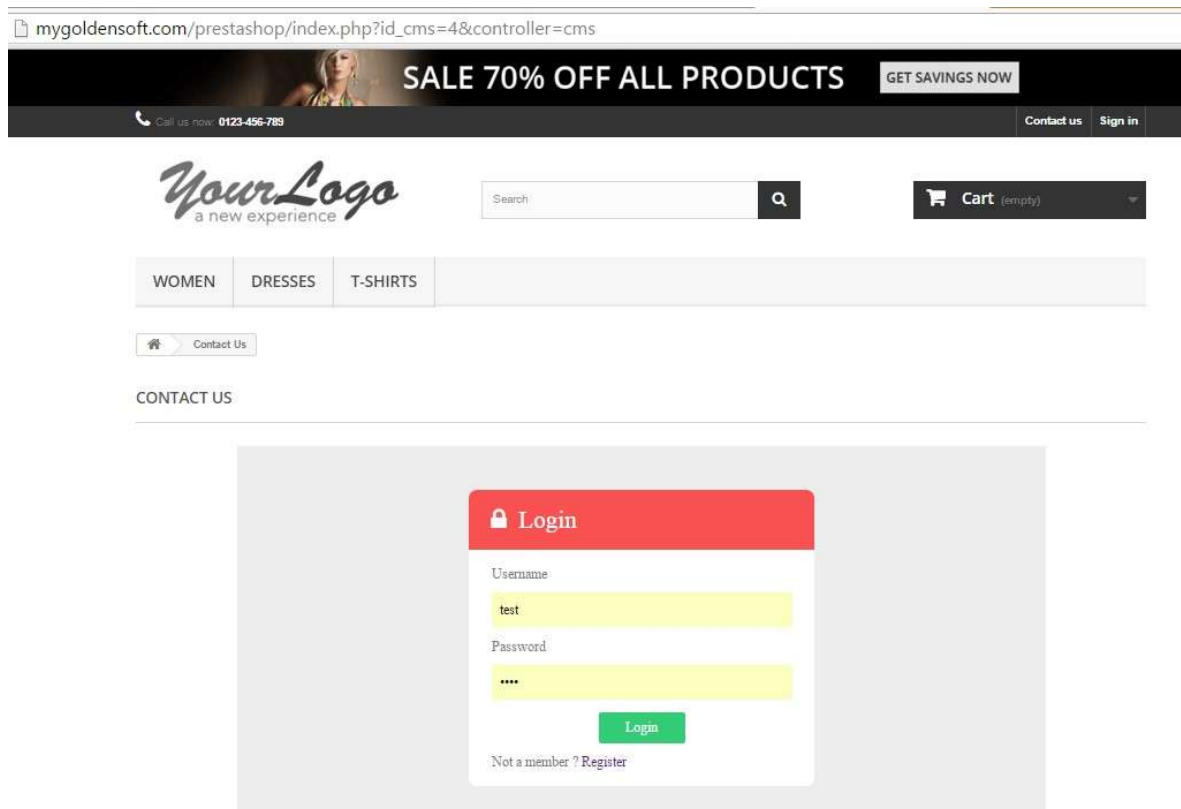 mygoldensoft.com/prestashop/index.php?id_cms=4&controller=cms
SALE 70% OFF ALL PRODUCTS GET SAVINGS NOW
Call us now: 0123-456-789 Contact us Sign in
YourLogo
a new experience
Search
Cart (empty)
WOMEN DRESSES T-SHIRTS
Contact Us
CONTACT US
Login
Username
test
Password
••••
Login
Not a member ? Register